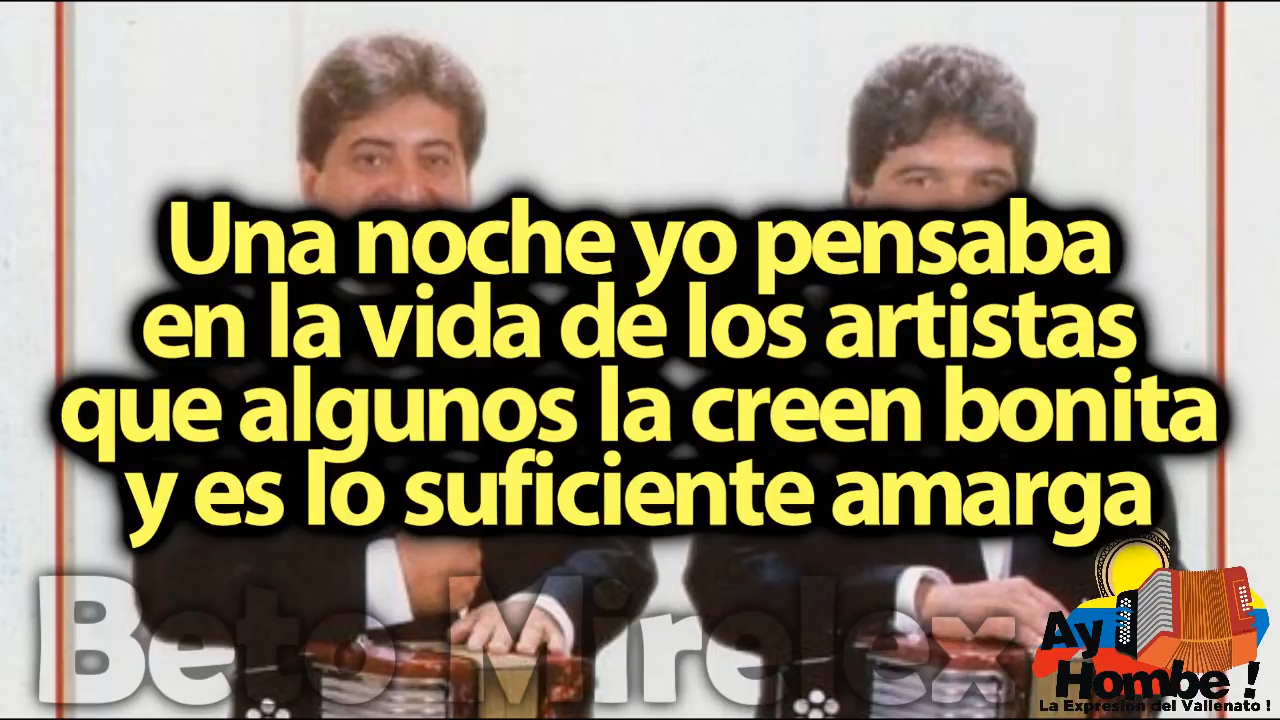 Una noche yo pensaba
en la vida de los artistas
que algunos la creen bonita
y es lo suficiente amarga
Beto Mirelex
Ay
Hombe !
La Expresión del Vallenato !